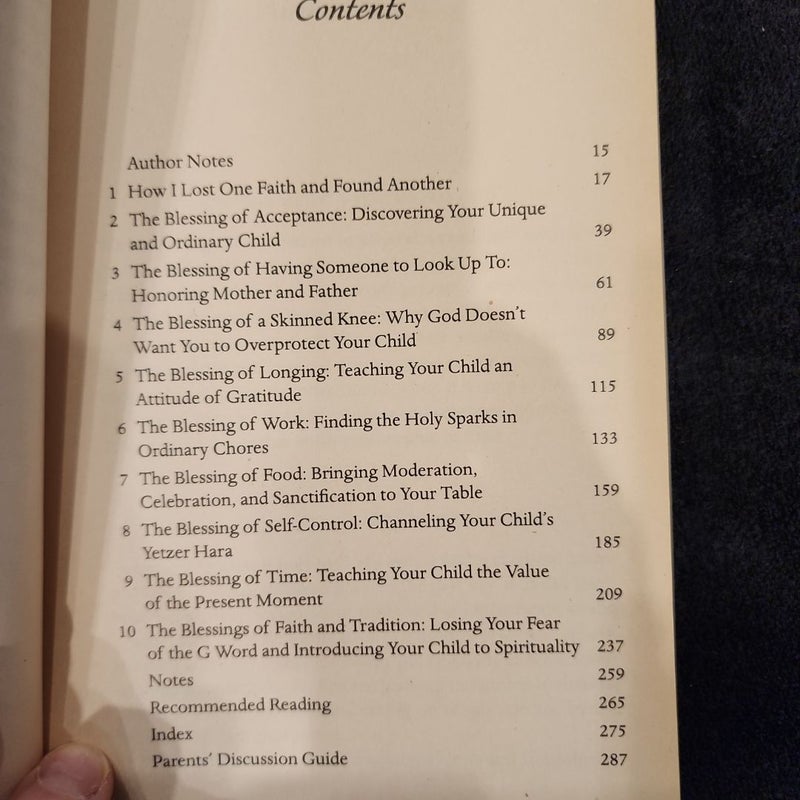 Contents
Author Notes 15
1 How I Lost One Faith and Found Another 17
2 The Blessing of Acceptance: Discovering Your Unique
and Ordinary Child 39
3 The Blessing of Having Someone to Look Up To:
Honoring Mother and Father 61
4 The Blessing of a Skinned Knee: Why God Doesn't
Want You to Overprotect Your Child 89
5 The Blessing of Longing: Teaching Your Child an
Attitude of Gratitude 115
6 The Blessing of Work: Finding the Holy Sparks in
Ordinary Chores 133
7 The Blessing of Food: Bringing Moderation,
Celebration, and Sanctification to Your Table 159
8 The Blessing of Self-Control: Channeling Your Child's
Yetzer Hara 185
9 The Blessing of Time: Teaching Your Child the Value
of the Present Moment 209
10 The Blessings of Faith and Tradition: Losing Your Fear
of the G Word and Introducing Your Child to Spirituality 237
Notes 259
Recommended Reading 265
Index 275
Parents' Discussion Guide 287